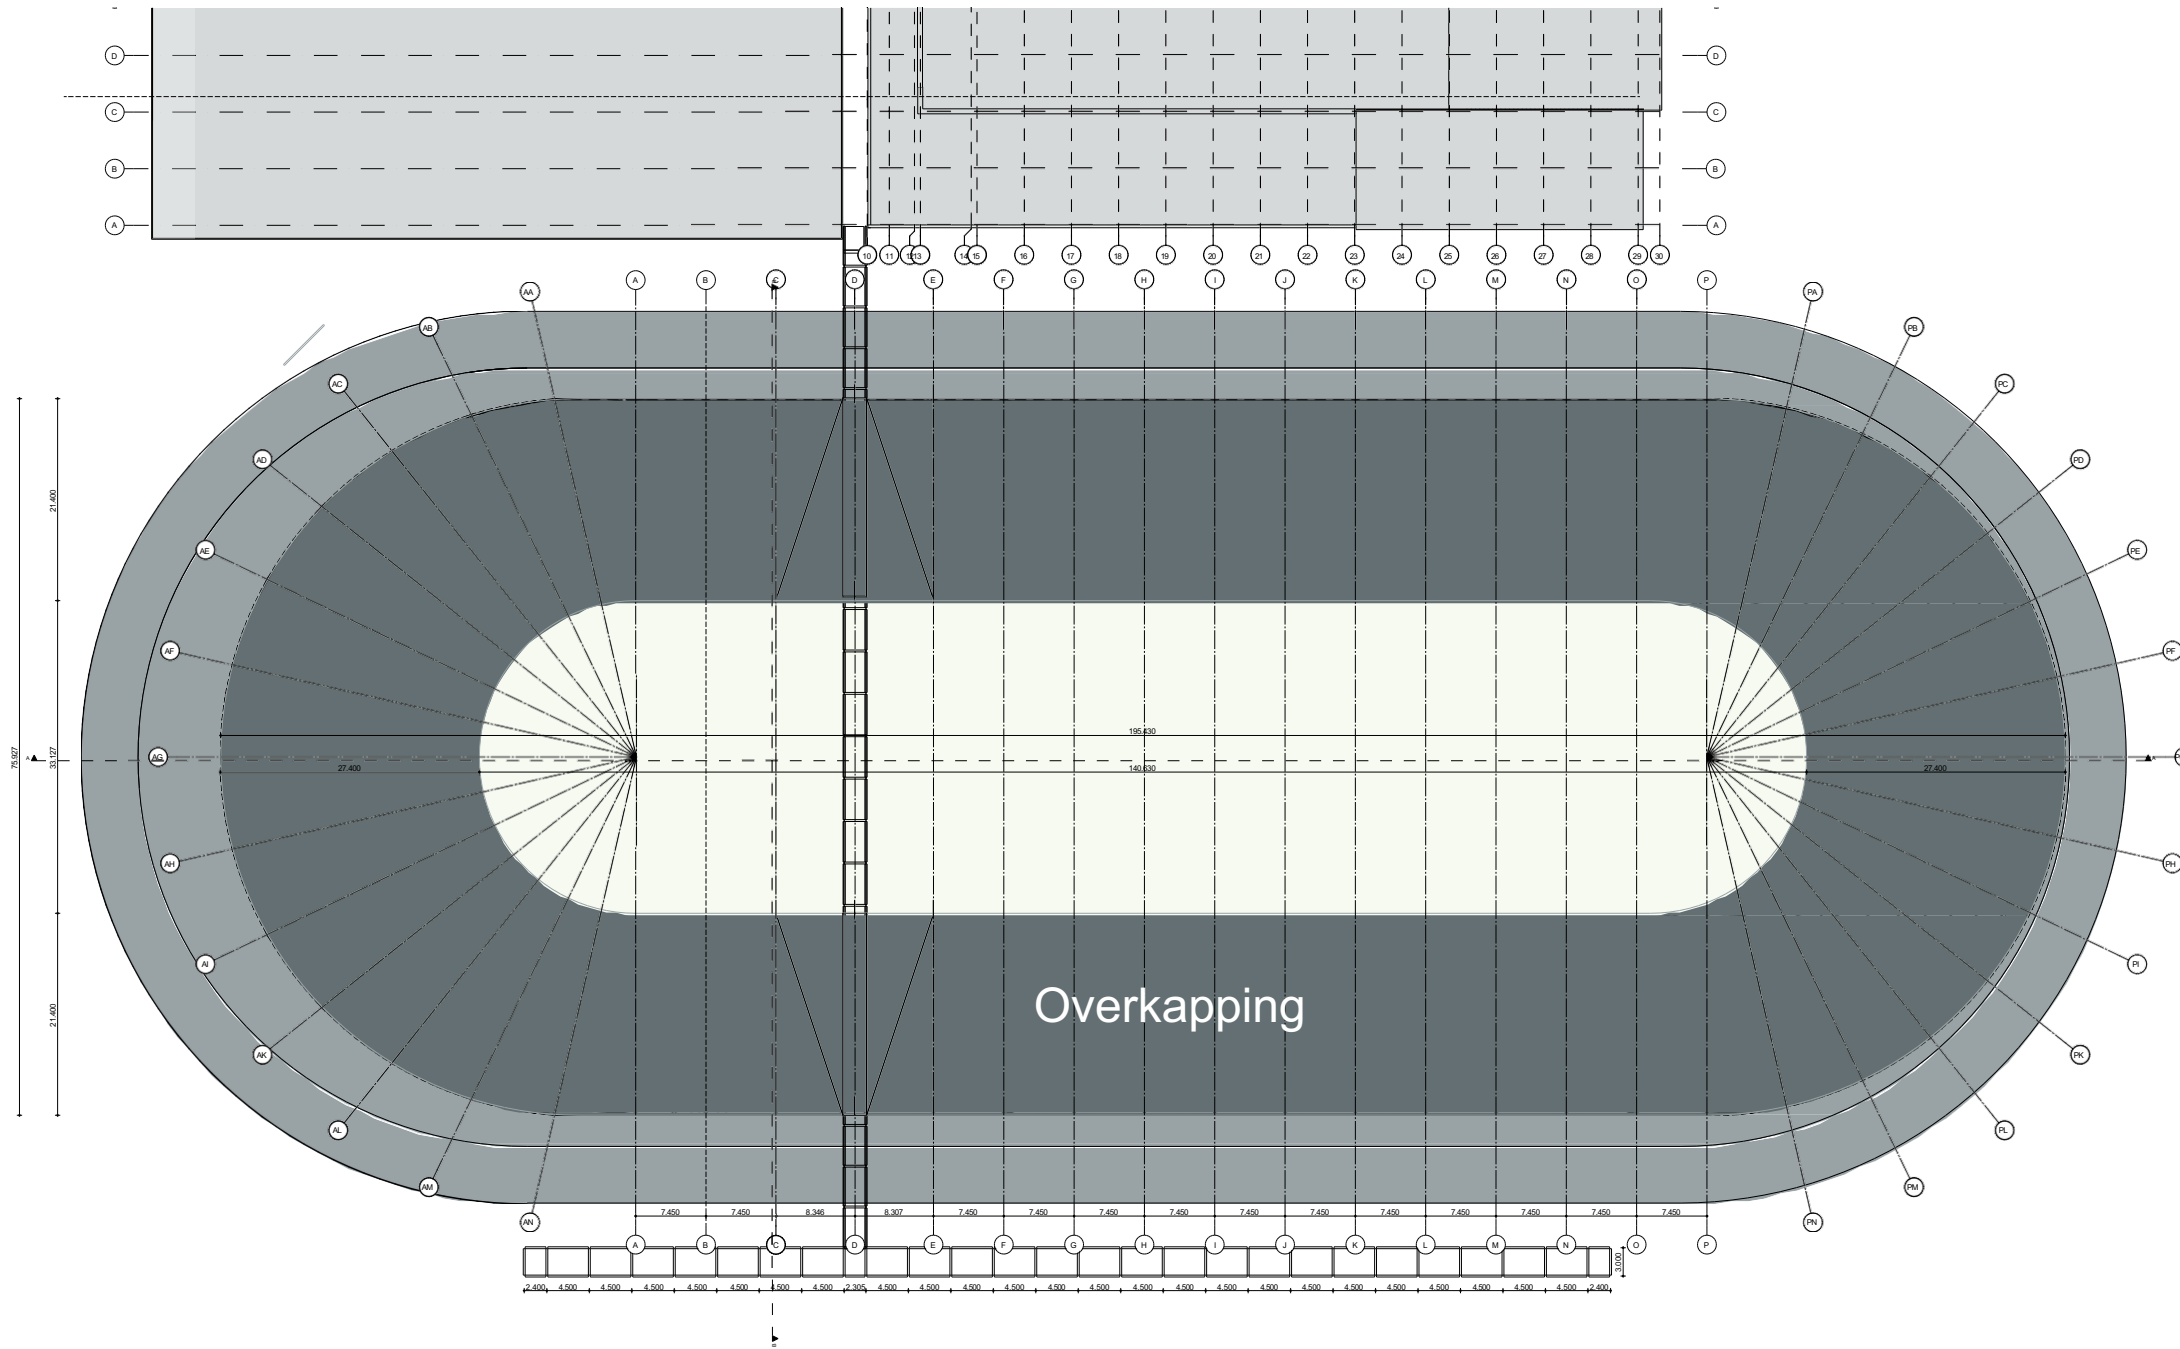 D D
C C
B B
A A
10 11 12 13 14 15 16 17 18 19 20 21 22 23 24 25 26 27 28 29 30
A B C D E F G H I J K L M N O P
AA PA
AB PB
AC PC
AD PD
21.400
AE PE
AF PF
195.430
75.927 33.127 A AG A
27.400 140.630 27.400
AH PH
AI PI
Overkapping
21.400
AK PK
AL PL
AM PM
AN PN
7.450 7.450 8.346 8.307 7.450 7.450 7.450 7.450 7.450 7.450 7.450 7.450 7.450 7.450 7.450
A B C D E F G H I J K L M N O P
3.000
2.400 4.500 4.500 4.500 4.500 4.500 4.500 4.500 2.305 4.500 4.500 4.500 4.500 4.500 4.500 4.500 4.500 4.500 4.500 4.500 4.500 4.500 4.500 4.500 4.500 4.500 2.400